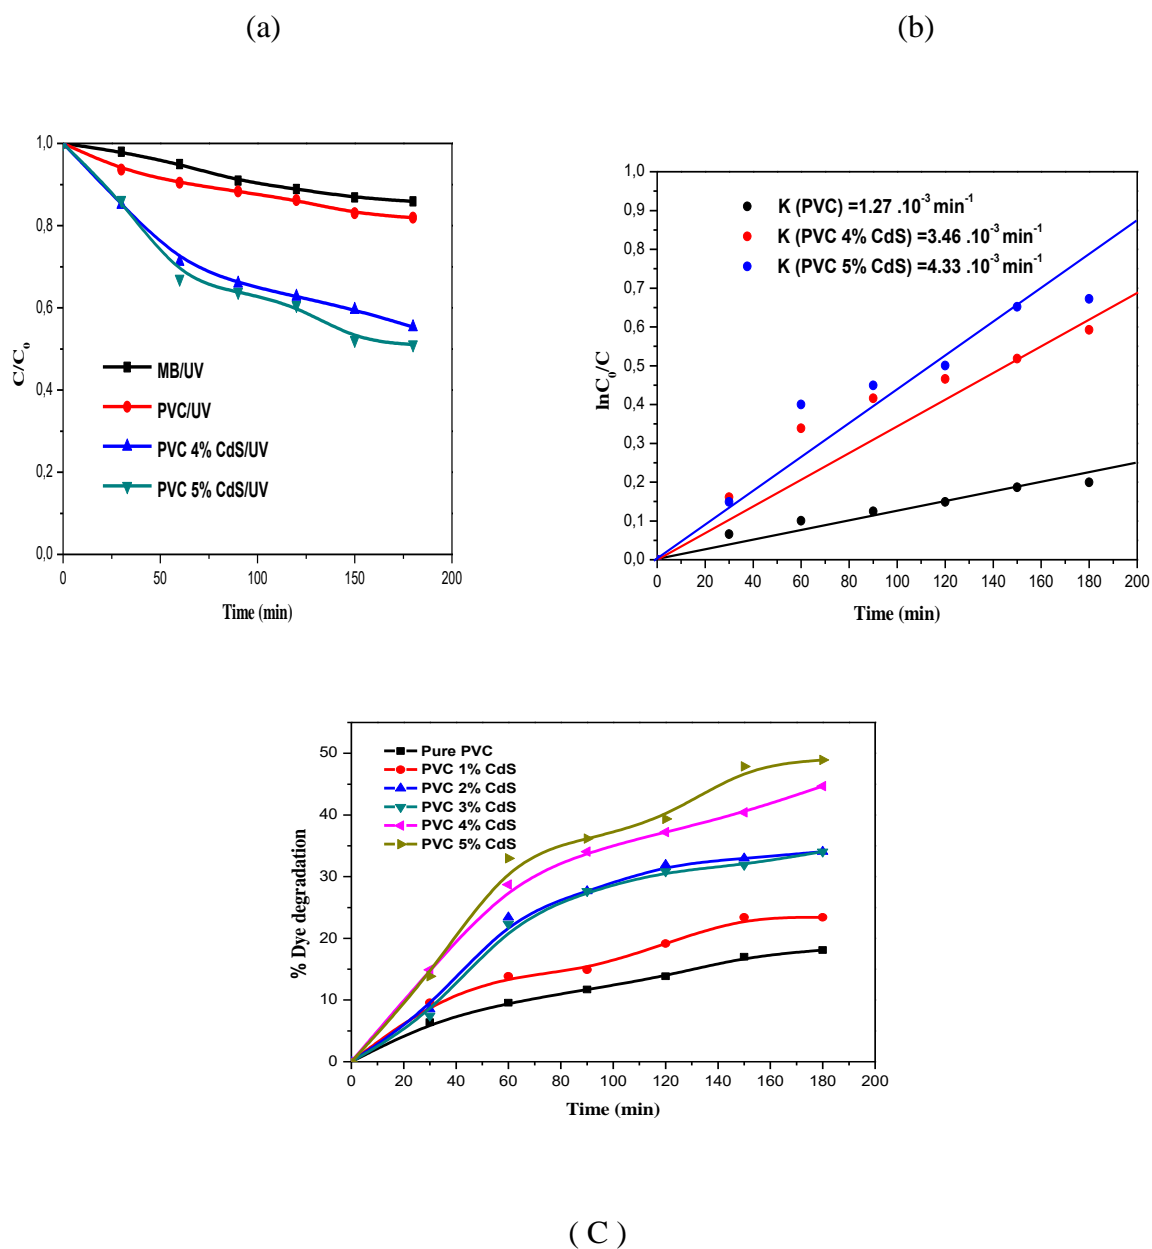 (a)
(b)
1,0
0,8
0,6
0,4
0,2
0,0
C/C₀
MB/UV
PVC/UV
PVC 4% CdS/UV
PVC 5% CdS/UV
0 50 100 150 200
Time (min)
1,0
0,9
0,8
0,7
0,6
0,5
0,4
0,3
0,2
0,1
0,0
lnC₀/C
K (PVC) =1.27 .10⁻³ min⁻¹
K (PVC 4% CdS) =3.46 .10⁻³ min⁻¹
K (PVC 5% CdS) =4.33 .10⁻³ min⁻¹
0 20 40 60 80 100 120 140 160 180 200
Time (min)
50
40
30
20
10
0
% Dye degradation
Pure PVC
PVC 1% CdS
PVC 2% CdS
PVC 3% CdS
PVC 4% CdS
PVC 5% CdS
0 20 40 60 80 100 120 140 160 180 200
Time (min)
( C )